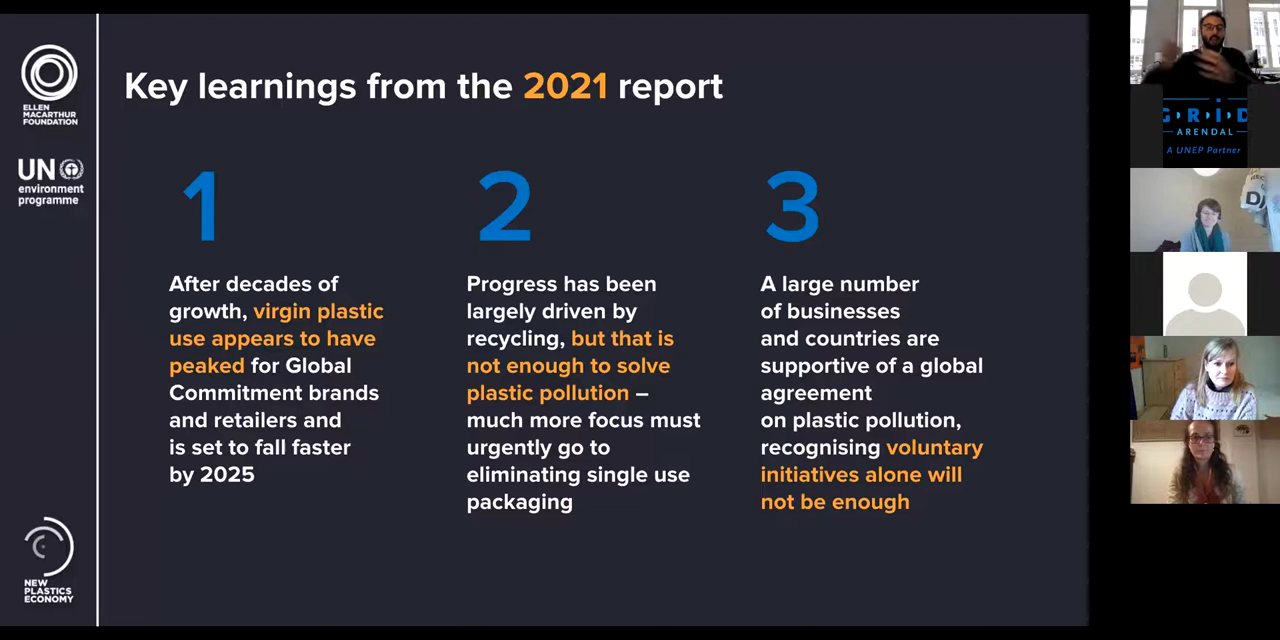 ELLEN
MACARTHUR
FOUNDATION
UN
environment
programme
NEW
PLASTICS
ECONOMY
Key learnings from the 2021 report
1
After decades of
growth, virgin plastic
use appears to have
peaked for Global
Commitment brands
and retailers and
is set to fall faster
by 2025
2
Progress has been
largely driven by
recycling, but that is
not enough to solve
plastic pollution –
much more focus must
urgently go to
eliminating single use
packaging
3
A large number
of businesses
and countries are
supportive of a global
agreement
on plastic pollution,
recognising voluntary
initiatives alone will
not be enough
GRiD
ARENDAL
A UNEP Partner